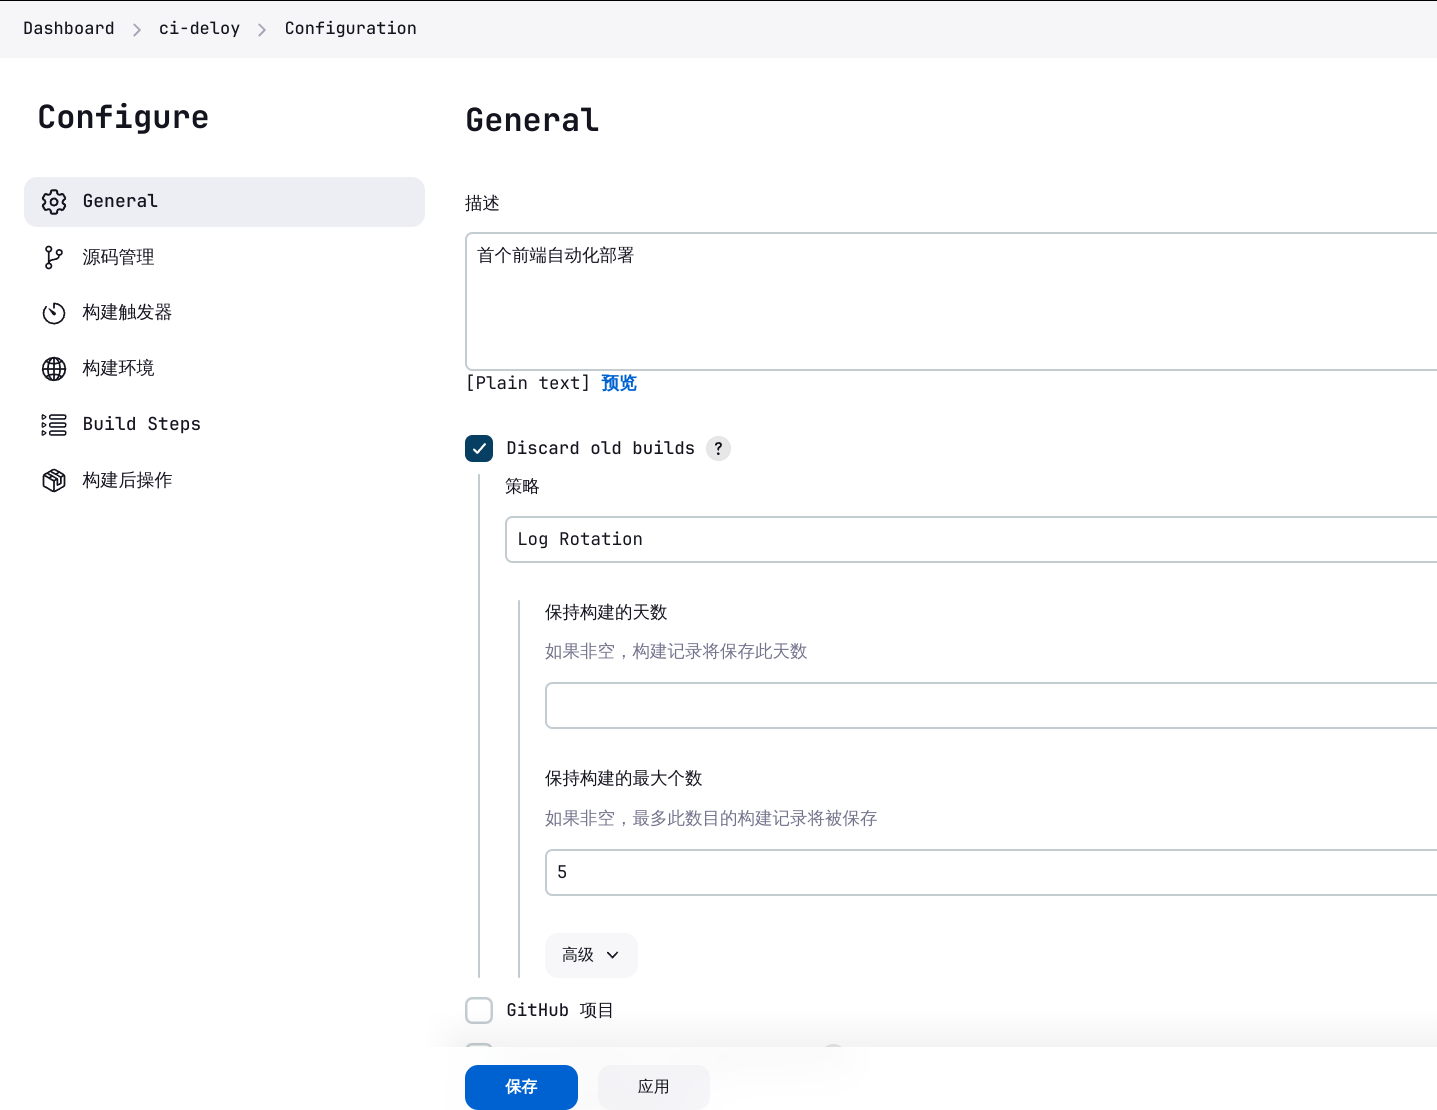 Dashboard > ci-deloy > Configuration
Configure
General
源码管理
构建触发器
构建环境
Build Steps
构建后操作
General
描述
首个前端自动化部署
[Plain text] 预览
Discard old builds ?
策略
Log Rotation
保持构建的天数
如果非空，构建记录将保存此天数
保持构建的最大个数
如果非空，最多此数目的构建记录将被保存
5
高级
GitHub 项目
保存 应用